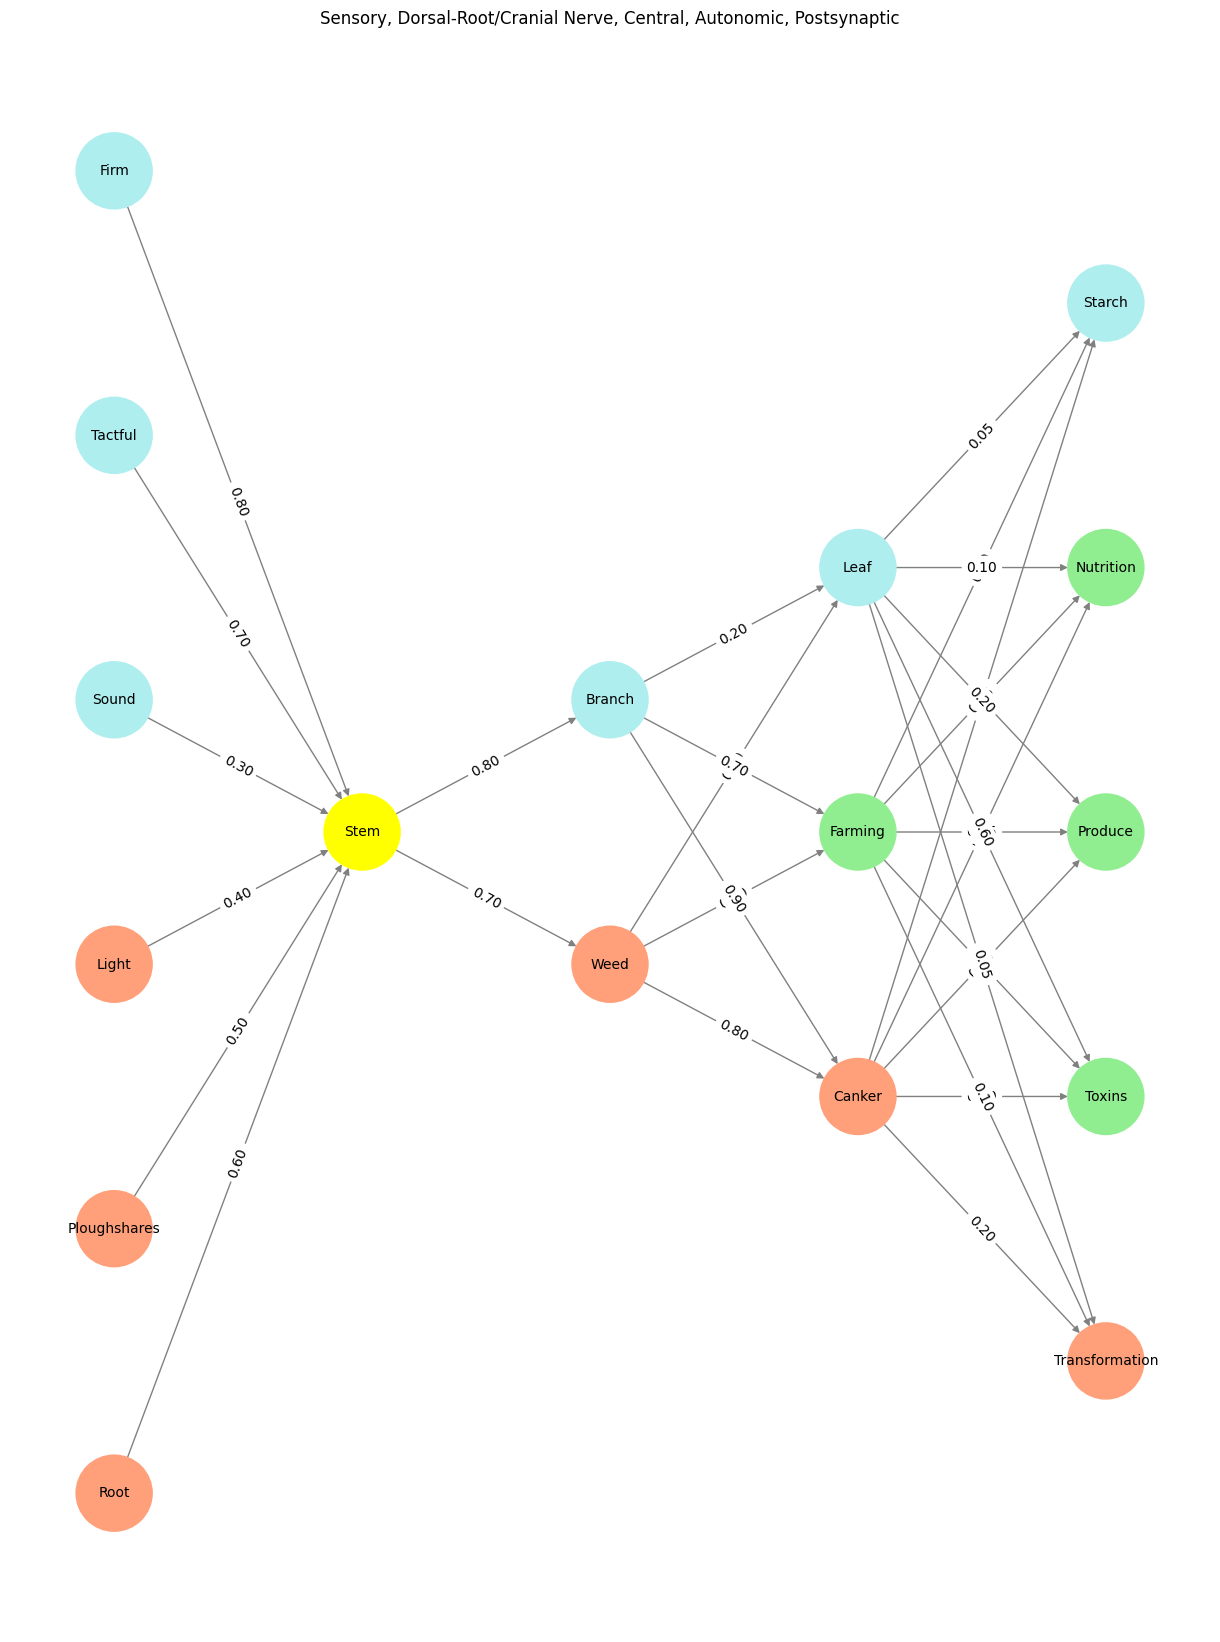 Sensory, Dorsal-Root/Cranial Nerve, Central, Autonomic, Postsynaptic
Firm
Starch
Tactful
0.05
0.80
Leaf
0.10
Nutrition
0.70
0.20
Sound
Branch
0.20
0.30
0.80
0.70
Stem
Farming
0.60
Produce
0.40
0.70
0.90
Light
Weed
0.05
0.50
0.80
Canker
0.10
Toxins
0.60
Ploughshares
0.20
Transformation
Root